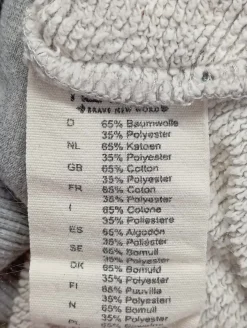 BRAVE NEW WORLD
D 65% Baumwolle
35% Polyester
NL 65% Katoen
35% Polyester
GB 65% Cotton
35% Polyester
FR 65% Coton
35% Polyester
I 65% Cotone
35% Poliestere
ES 65% Algodón
35% Poliéster
SE 65% Bomull
35% Polyester
DK 65% Bomuld
35% Polyester
FI 65% Puuvilla
35% Polyesteri
N 65% Bomull